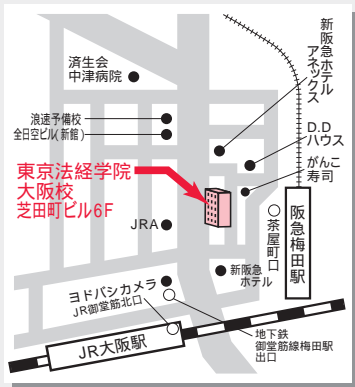 新阪急ホテル
アネックス
済生会
中津病院
浪速予備校
全日空ビル(新館)
D.D
ハウス
がんこ
寿司
東京法経学院
大阪校
芝田町ビル6F
JRA
阪急梅田駅
茶屋町口
新阪急
ホテル
ヨドバシカメラ
JR御堂筋北口
地下鉄
御堂筋線梅田駅
出口
JR大阪駅